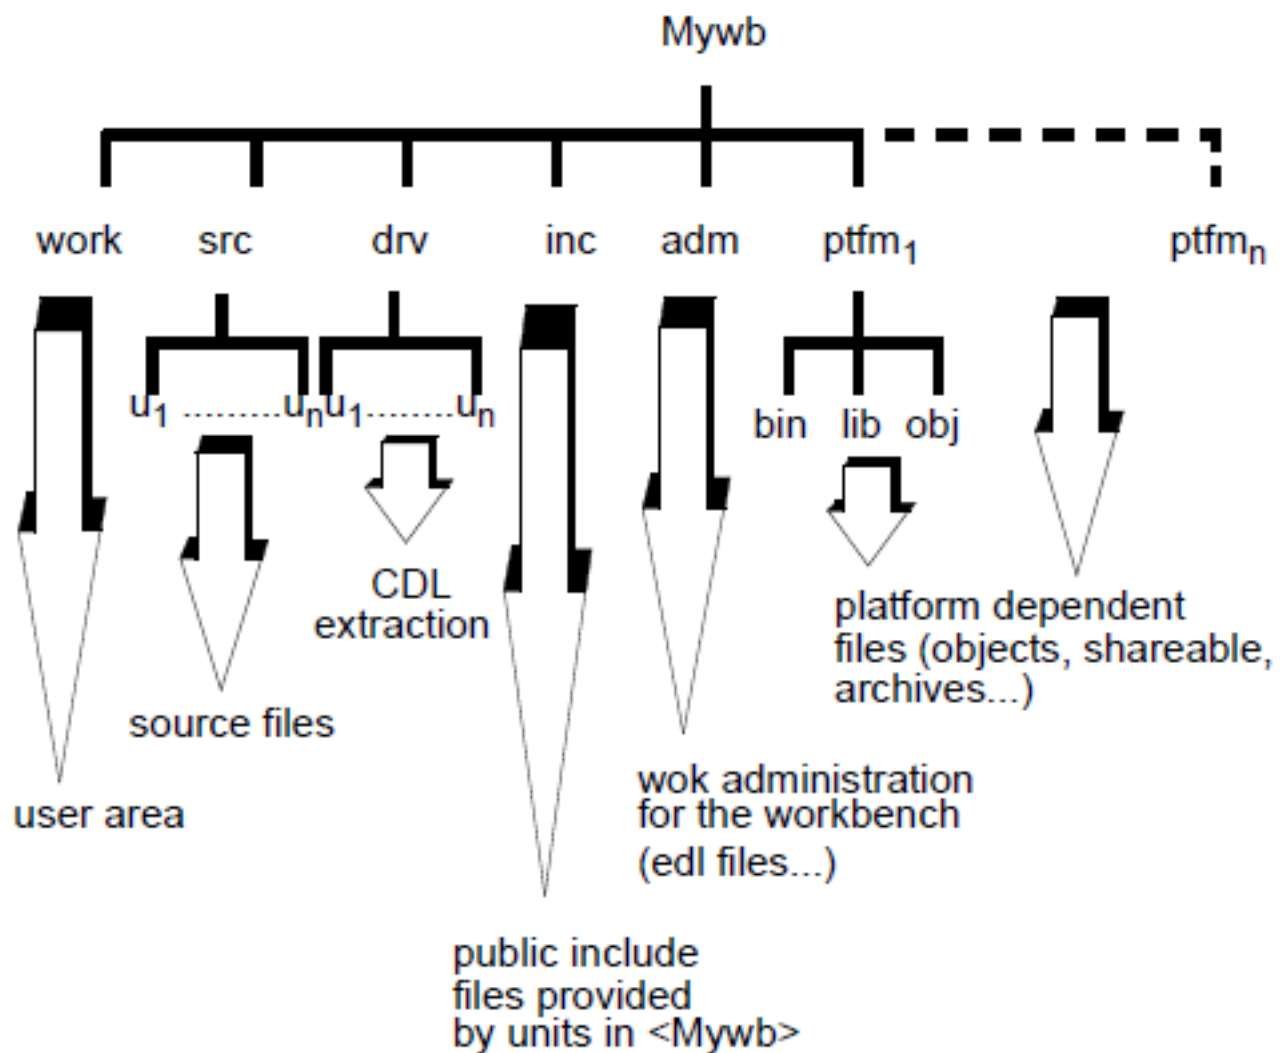 Mywb
work src drv inc adm ptfm1 ptfmn
u1 .......... un u1........ un
bin lib obj
CDL
extraction
platform dependent
files (objects, shareable,
archives...)
source files
user area
wok administration
for the workbench
(edl files...)
public include
files provided
by units in <Mywb>